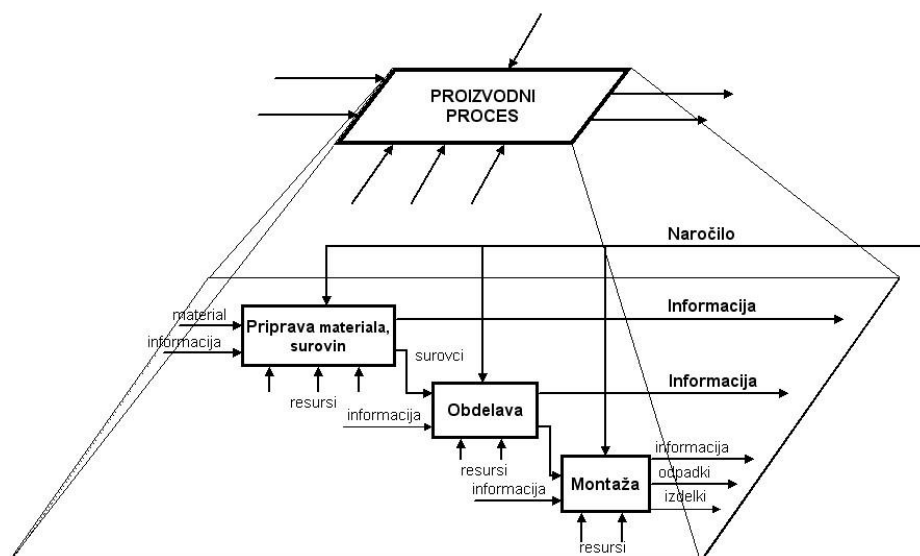 PROIZVODNI
PROCES
Naročilo
material
informacija
Priprava materiala,
surovin
Informacija
surovci
resursi
informacija
Obdelava
Informacija
resursi
informacija
Montaža
informacija
odpadki
izdelki
resursi